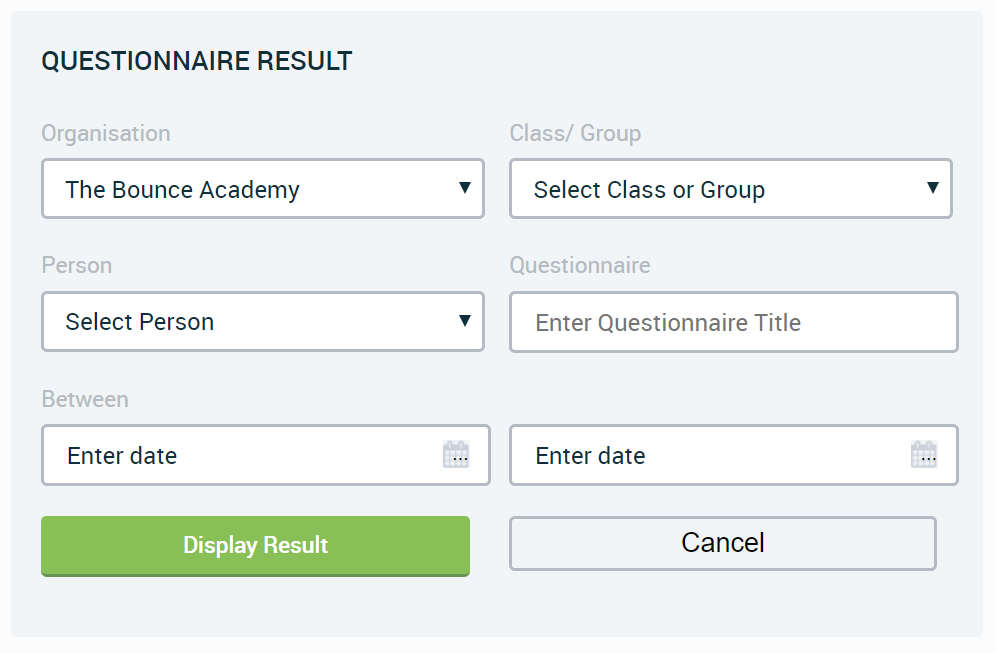 QUESTIONNAIRE RESULT
Organisation
Class/ Group
The Bounce Academy
Select Class or Group
Person
Questionnaire
Select Person
Enter Questionnaire Title
Between
Enter date
Enter date
Display Result
Cancel